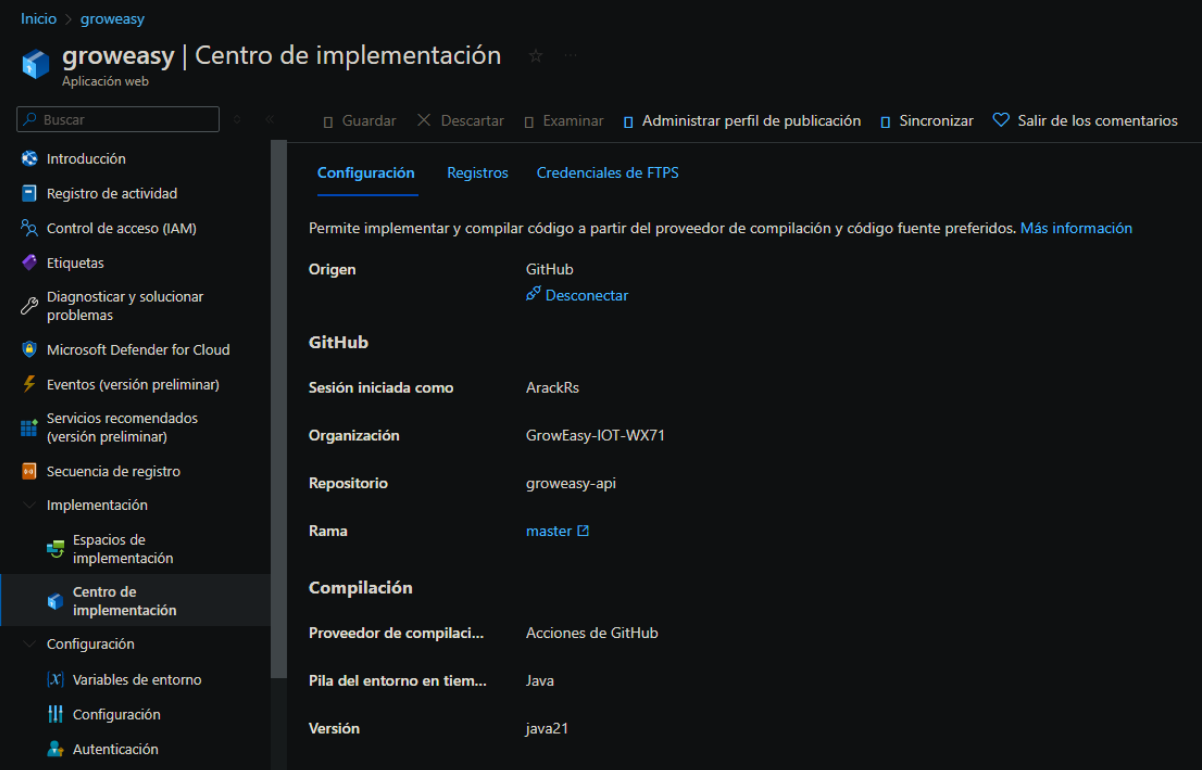 Inicio > groweasy
groweasy | Centro de implementación
Aplicación web
Buscar
Guardar Descartar Examinar Administrar perfil de publicación Sincronizar Salir de los comentarios
Introducción
Registro de actividad
Control de acceso (IAM)
Etiquetas
Diagnosticar y solucionar
problemas
Microsoft Defender for Cloud
Eventos (versión preliminar)
Servicios recomendados
(versión preliminar)
Secuencia de registro
Implementación
Espacios de
implementación
Centro de
implementación
Configuración
Variables de entorno
Configuración
Autenticación
Configuración Registros Credenciales de FTPS
Permite implementar y compilar código a partir del proveedor de compilación y código fuente preferidos. Más información
Origen GitHub
Desconectar
GitHub
Sesión iniciada como ArackRs
Organización GrowEasy-IOT-WX71
Repositorio groweasy-api
Rama master
Compilación
Proveedor de compilaci... Acciones de GitHub
Pila del entorno en tiem... Java
Versión java21